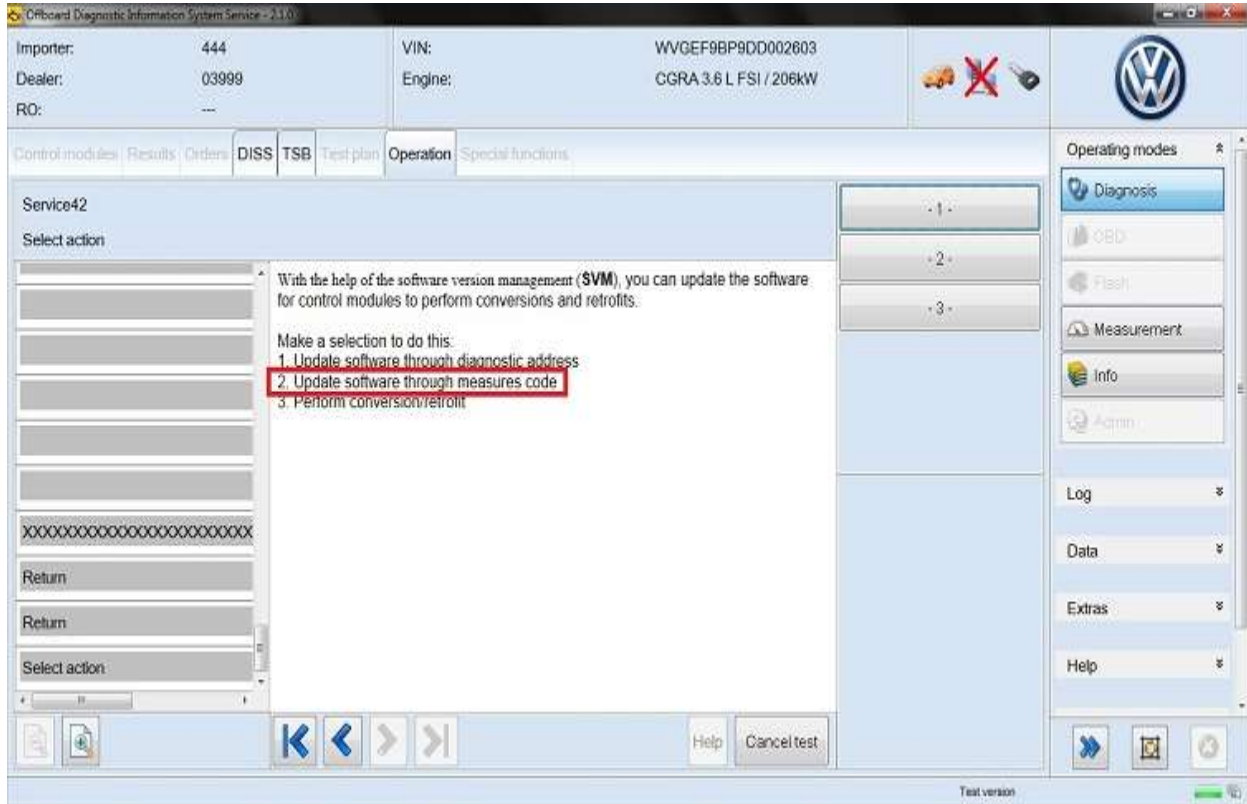 Offboard Diagnostic Information System Service - 2.1.0
Importer: 444 VIN: WVGEF9BP9DD002603
Dealer: 03999 Engine: CGRA 3.6 L FSI / 206kW
RO: ---
Control modules Results Orders DISS TSB Test plan Operation Special functions
Operating modes
Service42
Select action
- 1 -
- 2 -
- 3 -
Diagnosis
OBD
Flash
Measurement
Info
Admin
With the help of the software version management (SVM), you can update the software
for control modules to perform conversions and retrofits.
Make a selection to do this:
1. Update software through diagnostic address
2. Update software through measures code
3. Perform conversion/retrofit
XXXXXXXXXXXXXXXXXXXXXXXX
Return
Return
Select action
Log
Data
Extras
Help
Help Cancel test
Test version